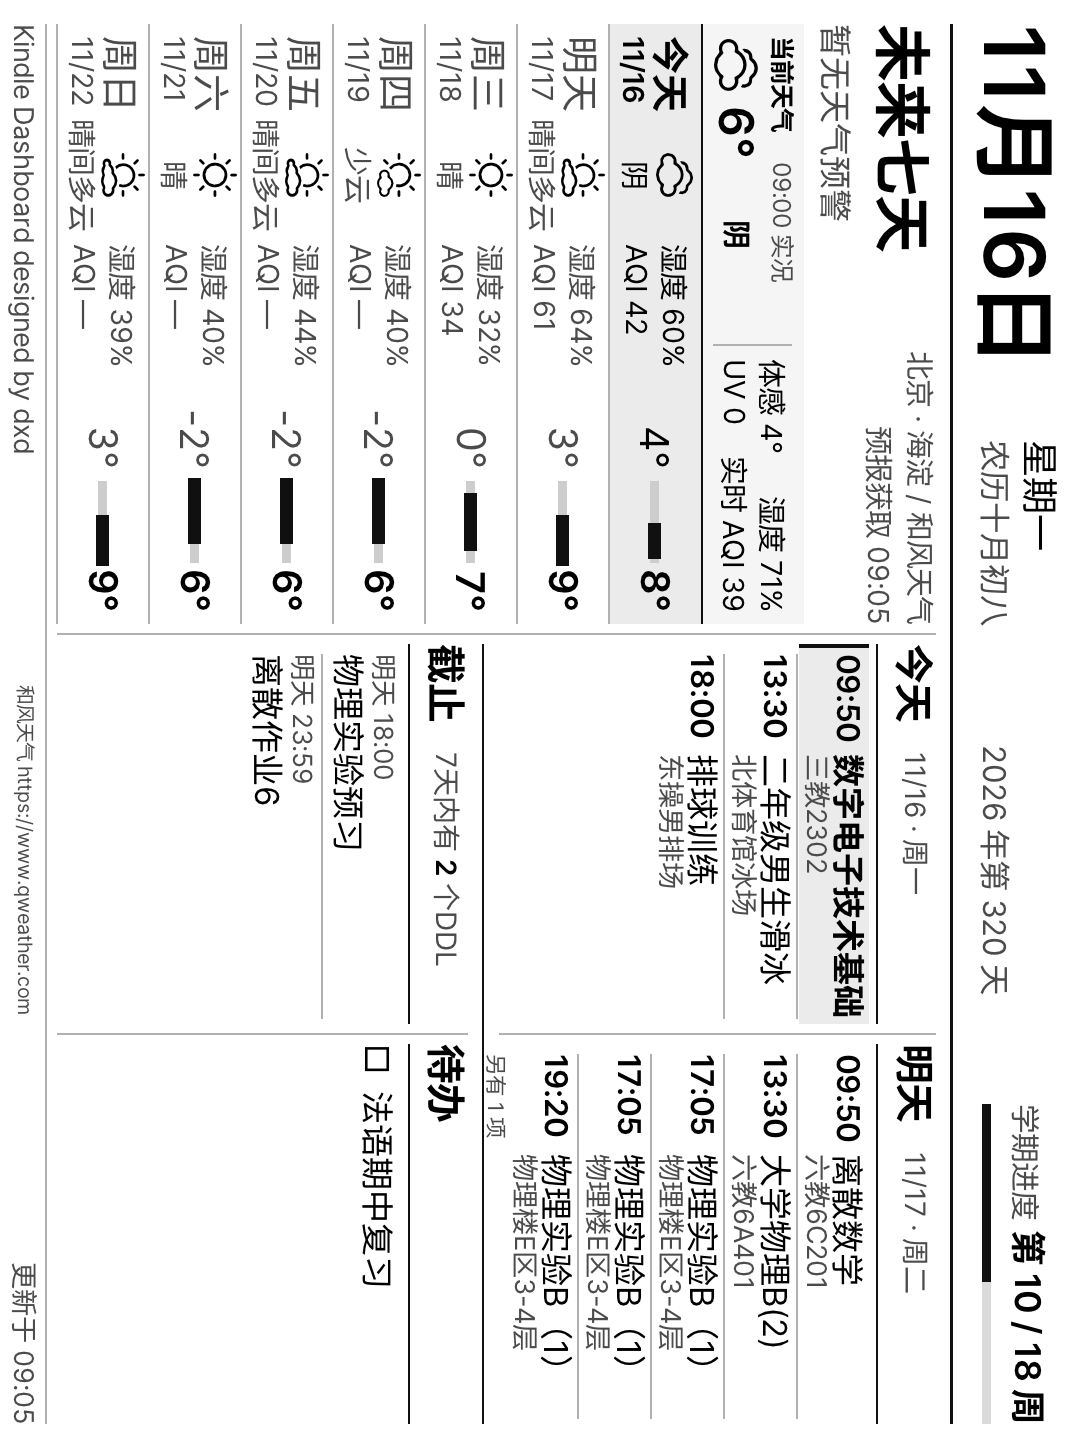 11月16日
星期一
农历十月初八
2026 年第 320 天
学期进度 第 10 / 18 周
未来七天
北京 · 海淀 / 和风天气
预报获取 09:05
暂无天气预警
当前天气 09:00 实况
6° 阴
体感 4° 湿度 71%
UV 0 实时 AQI 39
今天 湿度 60%
11/16 阴 AQI 42
4° 8°
明天 湿度 64%
11/17 晴间多云 AQI 61
3° 9°
周三 湿度 32%
11/18 晴 AQI 34
0° 7°
周四 湿度 40%
11/19 少云 AQI —
-2° 6°
周五 湿度 44%
11/20 晴间多云 AQI —
-2° 6°
周六 湿度 40%
11/21 晴 AQI —
-2° 6°
周日 湿度 39%
11/22 晴间多云 AQI —
3° 9°
今天 11/16 · 周一
09:50 数字电子技术基础
三教2302
13:30 二年级男生滑冰
北体育馆冰场
18:00 排球训练
东操男排场
明天 11/17 · 周二
09:50 离散数学
六教6C201
13:30 大学物理B(2)
六教6A401
17:05 物理实验B（1）
物理楼E区3-4层
17:05 物理实验B（1）
物理楼E区3-4层
19:20 物理实验B（1）
物理楼E区3-4层
另有 1 项
截止 7天内有 2 个DDL
明天 18:00
物理实验预习
明天 23:59
离散作业6
待办
法语期中复习
Kindle Dashboard designed by dxd
和风天气 https://www.qweather.com
更新于 09:05